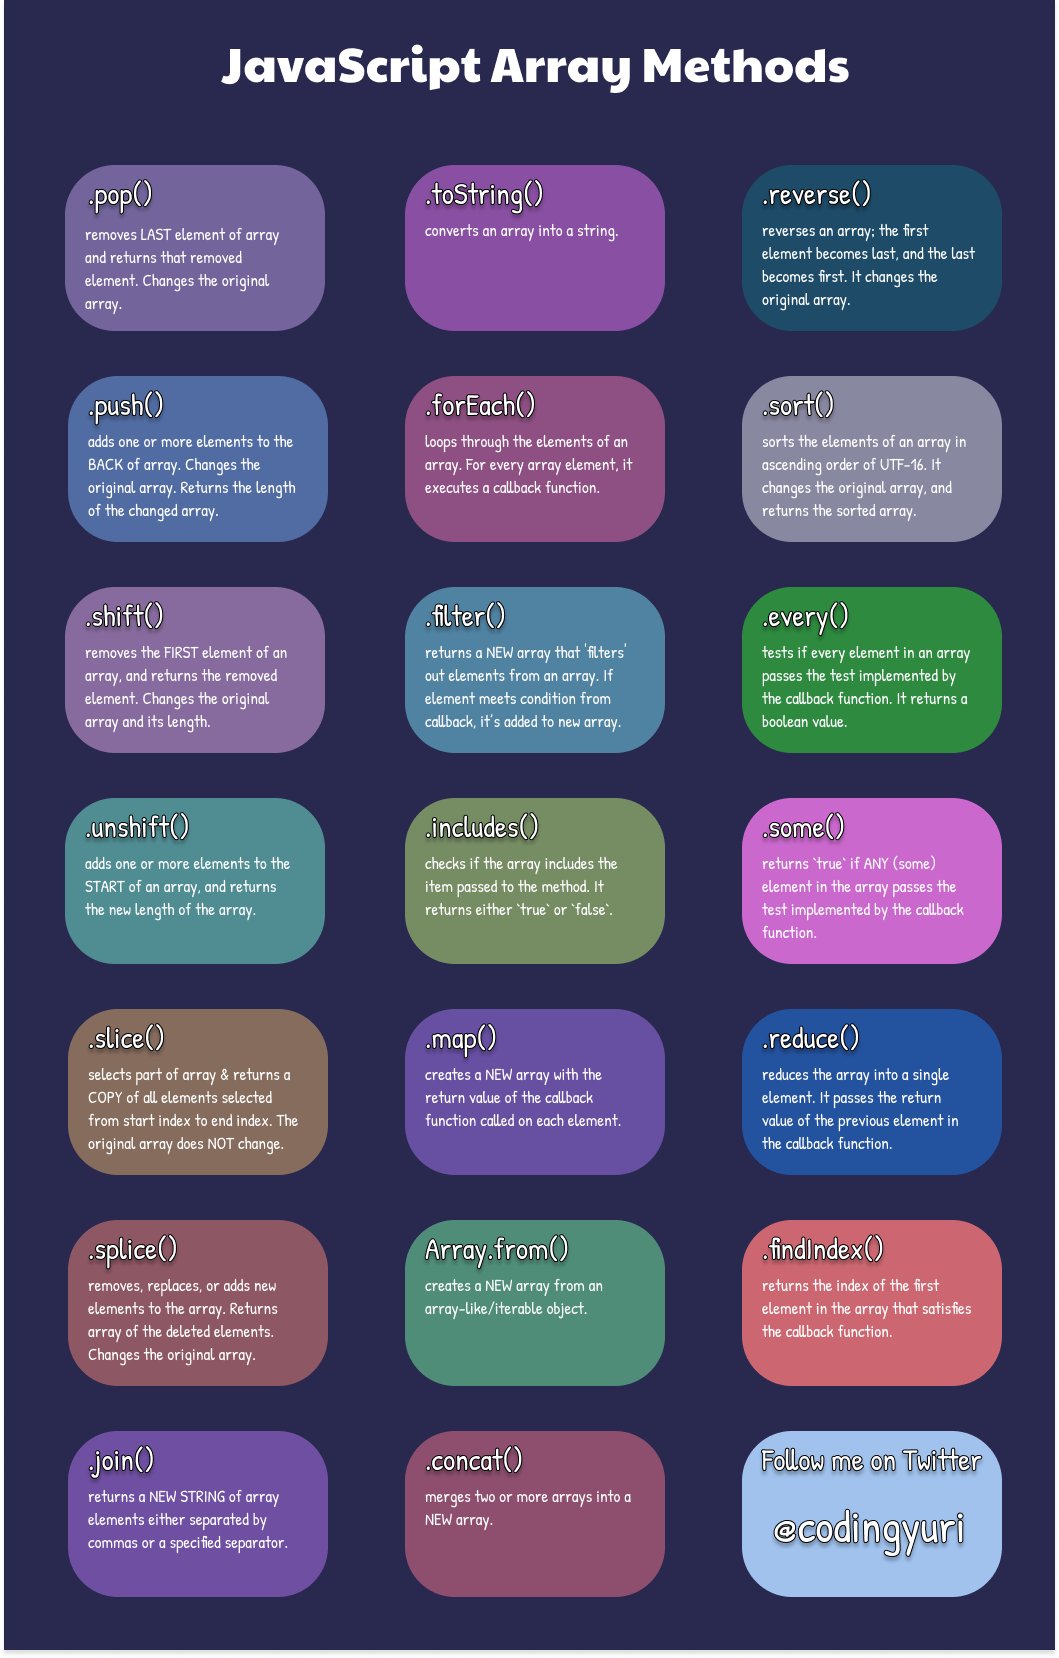 JavaScript Array Methods
.pop()
removes LAST element of array
and returns that removed
element. Changes the original
array.
.toString()
converts an array into a string.
.reverse()
reverses an array; the first
element becomes last, and the last
becomes first. It changes the
original array.
.push()
adds one or more elements to the
BACK of array. Changes the
original array. Returns the length
of the changed array.
.forEach()
loops through the elements of an
array. For every array element, it
executes a callback function.
.sort()
sorts the elements of an array in
ascending order of UTF-16. It
changes the original array, and
returns the sorted array.
.shift()
removes the FIRST element of an
array, and returns the removed
element. Changes the original
array and its length.
.filter()
returns a NEW array that 'filters'
out elements from an array. If
element meets condition from
callback, it's added to new array.
.every()
tests if every element in an array
passes the test implemented by
the callback function. It returns a
boolean value.
.unshift()
adds one or more elements to the
START of an array, and returns
the new length of the array.
.includes()
checks if the array includes the
item passed to the method. It
returns either `true` or `false`.
.some()
returns `true` if ANY (some)
element in the array passes the
test implemented by the callback
function.
.slice()
selects part of array & returns a
COPY of all elements selected
from start index to end index. The
original array does NOT change.
.map()
creates a NEW array with the
return value of the callback
function called on each element.
.reduce()
reduces the array into a single
element. It passes the return
value of the previous element in
the callback function.
.splice()
removes, replaces, or adds new
elements to the array. Returns
array of the deleted elements.
Changes the original array.
Array.from()
creates a NEW array from an
array-like/iterable object.
.findIndex()
returns the index of the first
element in the array that satisfies
the callback function.
.join()
returns a NEW STRING of array
elements either separated by
commas or a specified separator.
.concat()
merges two or more arrays into a
NEW array.
Follow me on Twitter
@codingyuri